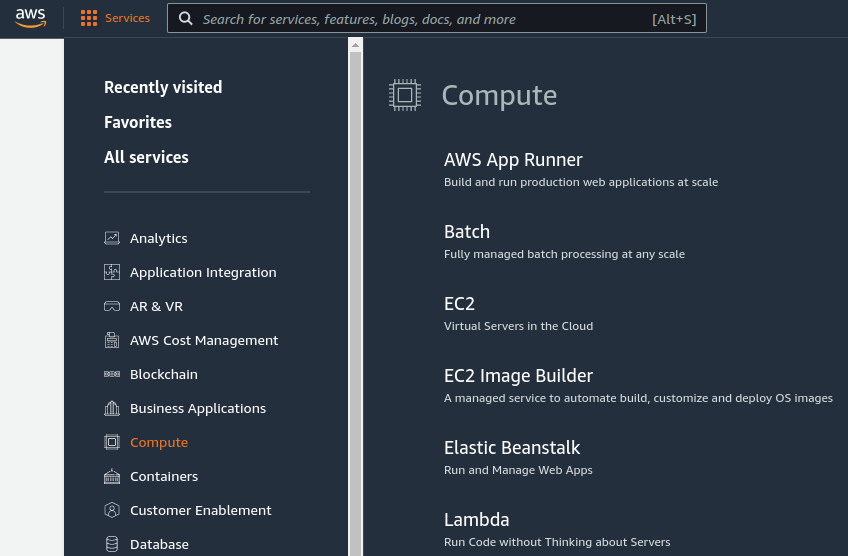 aws
Services
Search for services, features, blogs, docs, and more [Alt+S]
Recently visited
Favorites
All services
Analytics
Application Integration
AR & VR
AWS Cost Management
Blockchain
Business Applications
Compute
Containers
Customer Enablement
Database
Compute
AWS App Runner
Build and run production web applications at scale
Batch
Fully managed batch processing at any scale
EC2
Virtual Servers in the Cloud
EC2 Image Builder
A managed service to automate build, customize and deploy OS images
Elastic Beanstalk
Run and Manage Web Apps
Lambda
Run Code without Thinking about Servers